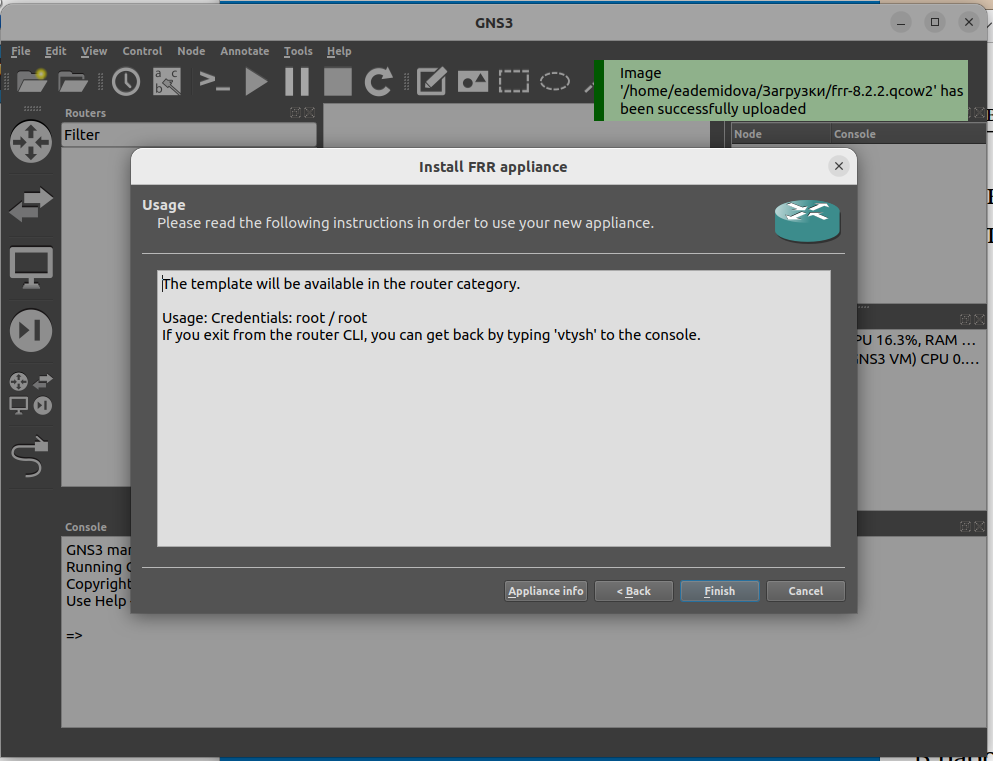 GNS3
File Edit View Control Node Annotate Tools Help
Image
'/home/eademidova/Загрузки/frr-8.2.2.qcow2' has
been successfully uploaded
Routers
Filter
Node Console
Install FRR appliance
Usage
Please read the following instructions in order to use your new appliance.
The template will be available in the router category.
Usage: Credentials: root / root
If you exit from the router CLI, you can get back by typing 'vtysh' to the console.
PU 16.3%, RAM ...
GNS3 VM) CPU 0....
Appliance info < Back Finish Cancel
Console
GNS3 mar
Running
Copyright
Use Help
=>